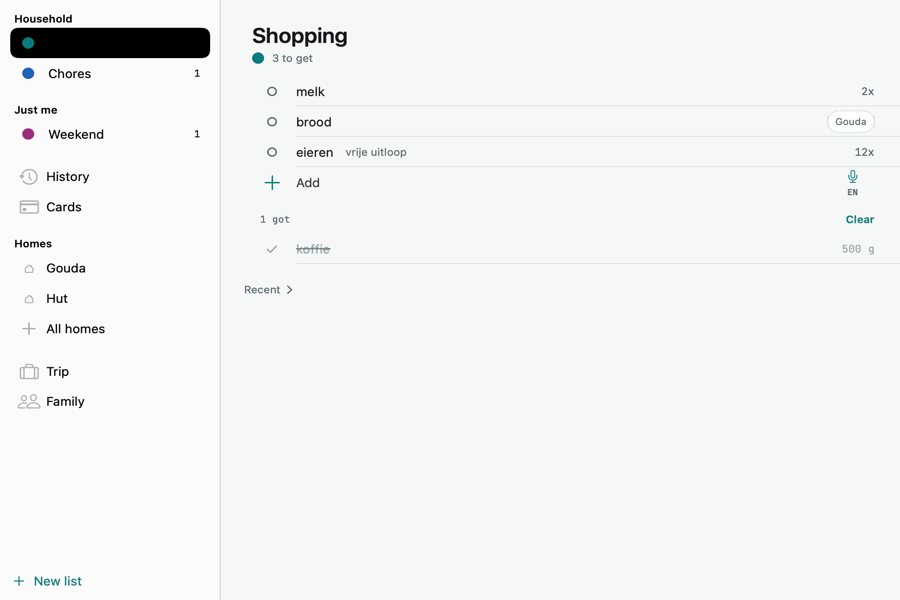 Household
Chores 1
Just me
Weekend 1
History
Cards
Homes
Gouda
Hut
All homes
Trip
Family
New list
Shopping
3 to get
melk 2x
brood Gouda
eieren vrije uitloop 12x
Add
EN
1 got Clear
koffie 500 g
Recent